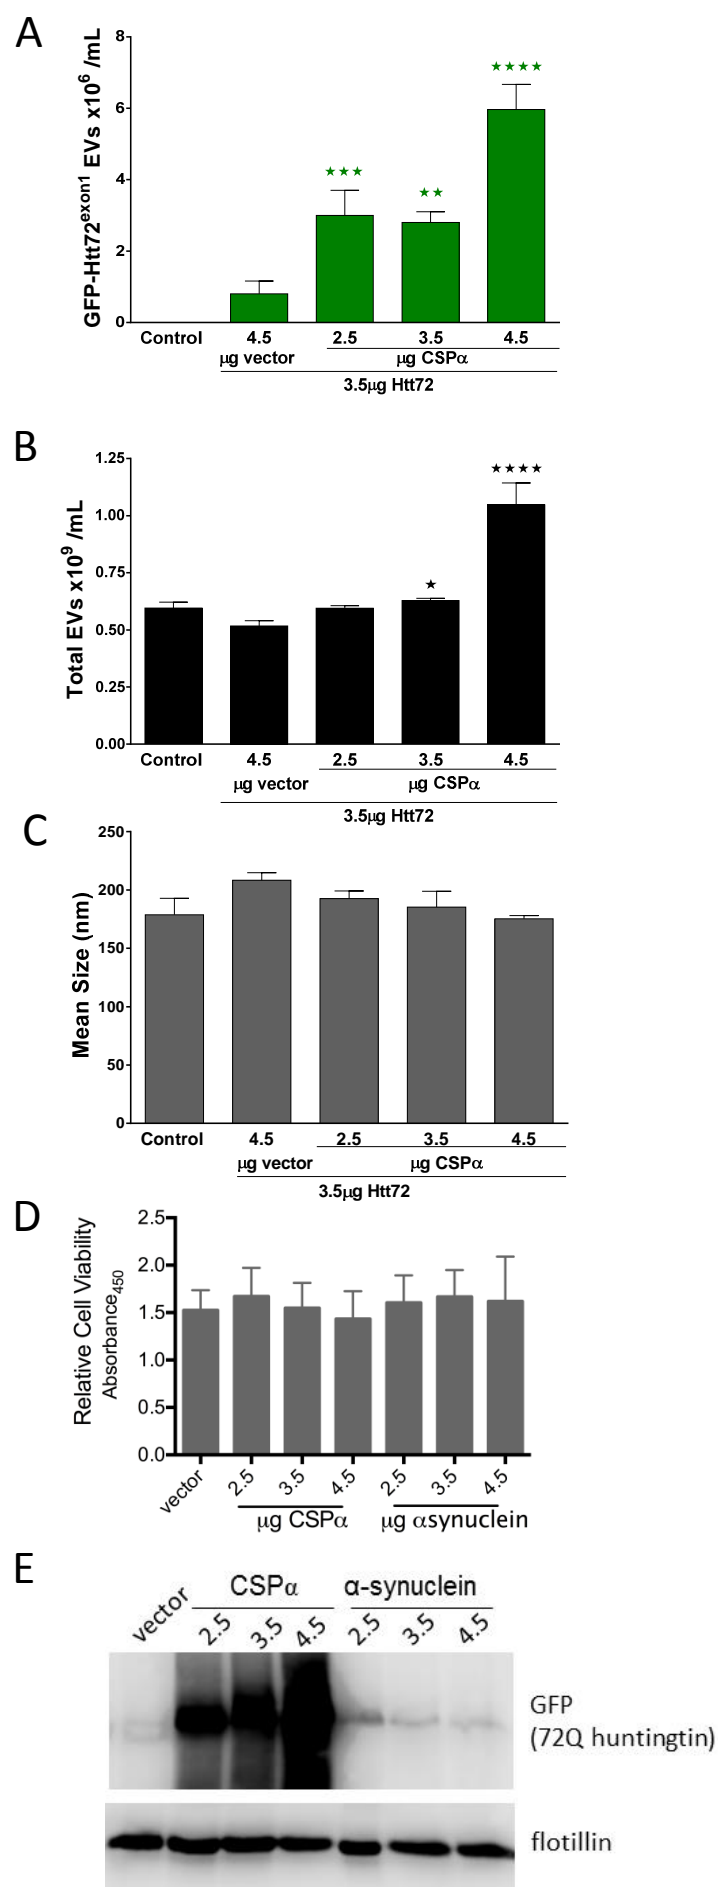 A
GFP-Htt72exon1 EVs x10⁶ /mL
8
6
4
2
0
★★★
★★
★★★★
Control 4.5 2.5 3.5 4.5
μg vector μg CSPα
3.5μg Htt72
B
Total EVs x10⁹ /mL
1.25
1.00
0.75
0.50
0.25
0.00
★
★★★★
Control 4.5 2.5 3.5 4.5
μg vector μg CSPα
3.5μg Htt72
C
Mean Size (nm)
250
200
150
100
50
0
Control 4.5 2.5 3.5 4.5
μg vector μg CSPα
3.5μg Htt72
D
Relative Cell Viability
Absorbance450
2.5
2.0
1.5
1.0
0.5
0.0
vector 2.5 3.5 4.5 2.5 3.5 4.5
μg CSPα μg αsynuclein
E
CSPα α-synuclein
vector 2.5 3.5 4.5 2.5 3.5 4.5
GFP
(72Q huntingtin)
flotillin